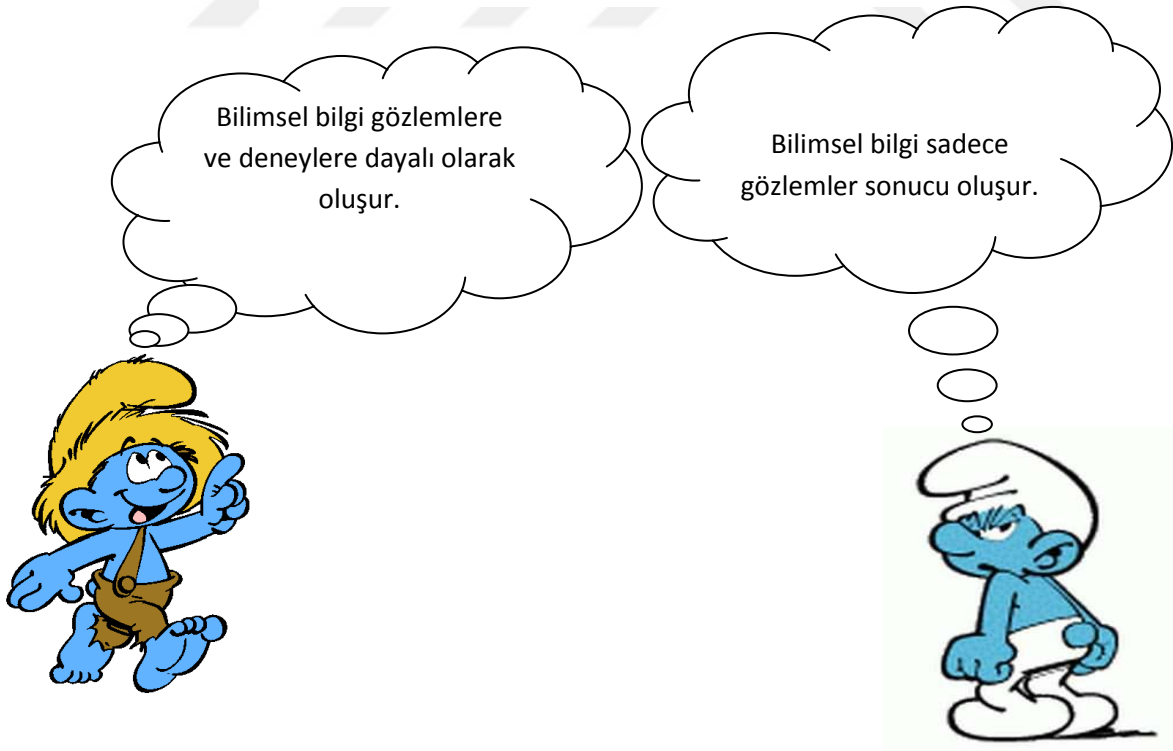 Bilimsel bilgi gözlemlere
ve deneylere dayalı olarak
oluşur.
Bilimsel bilgi sadece
gözlemler sonucu oluşur.